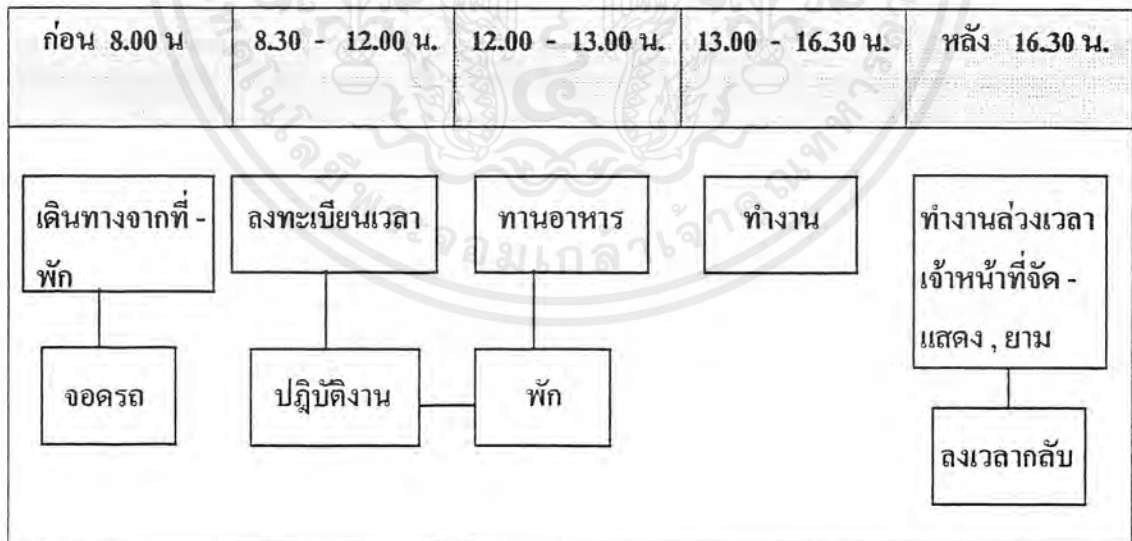 ก่อน 8.00 น
8.30 - 12.00 น.
12.00 - 13.00 น.
13.00 - 16.30 น.
หลัง 16.30 น.
เดินทางจากที่ -
พัก
จอดรถ
ลงทะเบียนเวลา
ปฎิบัติงาน
ทานอาหาร
พัก
ทำงาน
ทำงานล่วงเวลา
เจ้าหน้าที่จัด -
แสดง , ยาม
ลงเวลากลับ